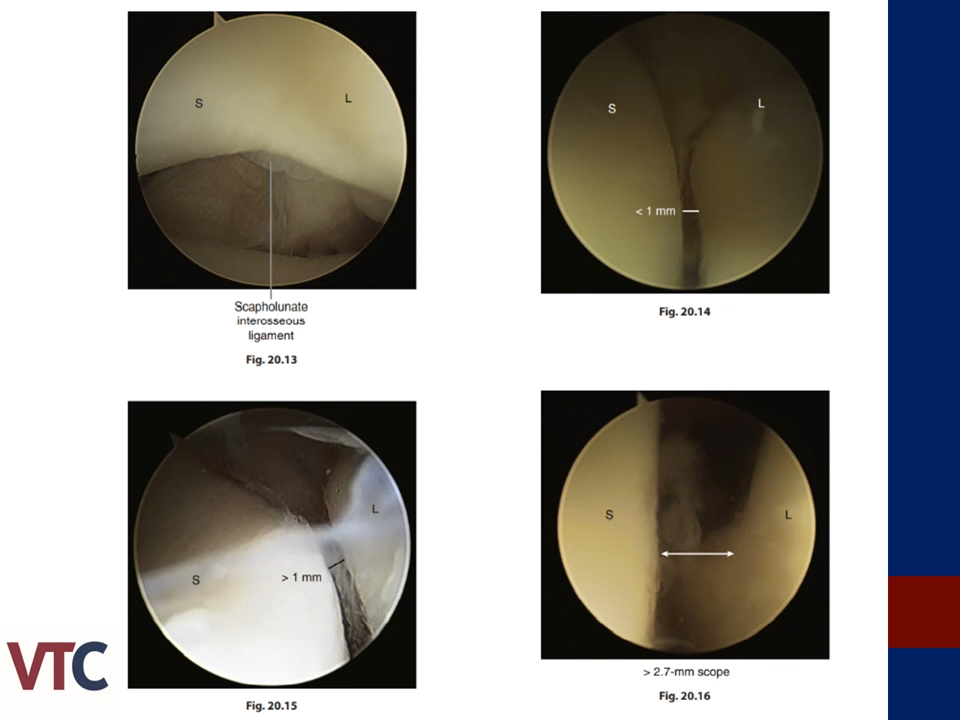 S
L
Scapholunate
interosseous
ligament
Fig. 20.13
S
L
< 1 mm
Fig. 20.14
S
L
> 1 mm
Fig. 20.15
S
L
> 2.7-mm scope
Fig. 20.16
VTC